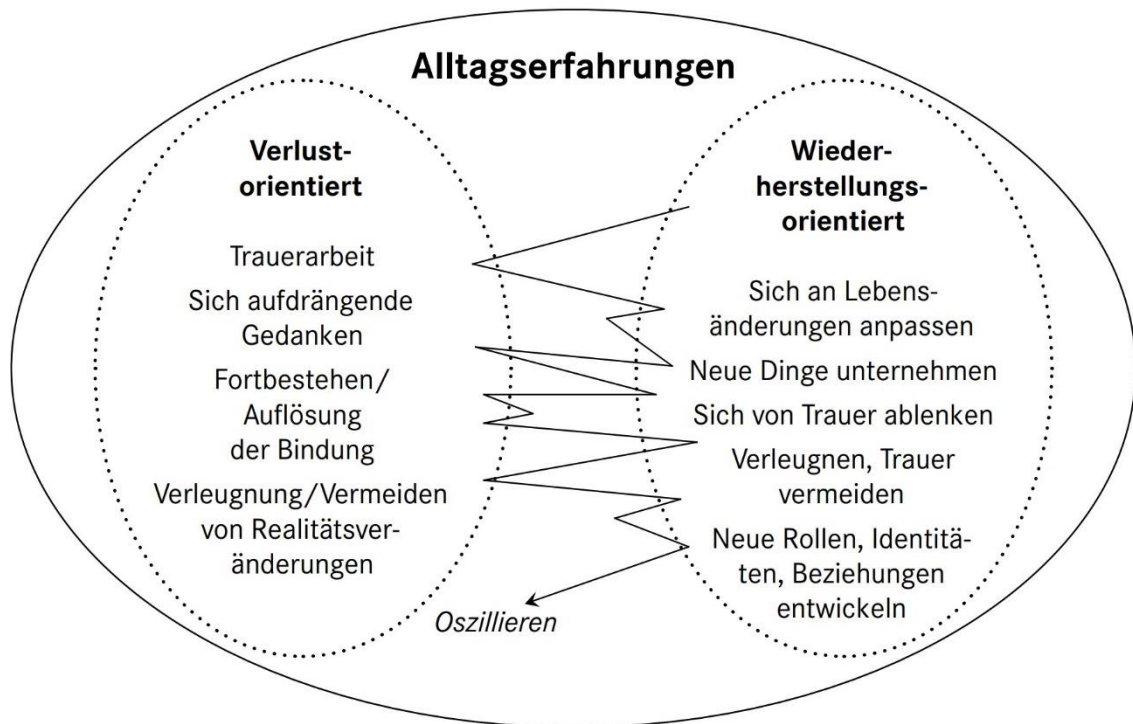 Alltagserfahrungen
Verlust-
orientiert
Trauerarbeit
Sich aufdrängende
Gedanken
Fortbestehen/
Auflösung
der Bindung
Verleugnung/Vermeiden
von Realitätsver-
änderungen
Wieder-
herstellungs-
orientiert
Sich an Lebens-
änderungen anpassen
Neue Dinge unternehmen
Sich von Trauer ablenken
Verleugnen, Trauer
vermeiden
Neue Rollen, Identitä-
ten, Beziehungen
entwickeln
Oszillieren